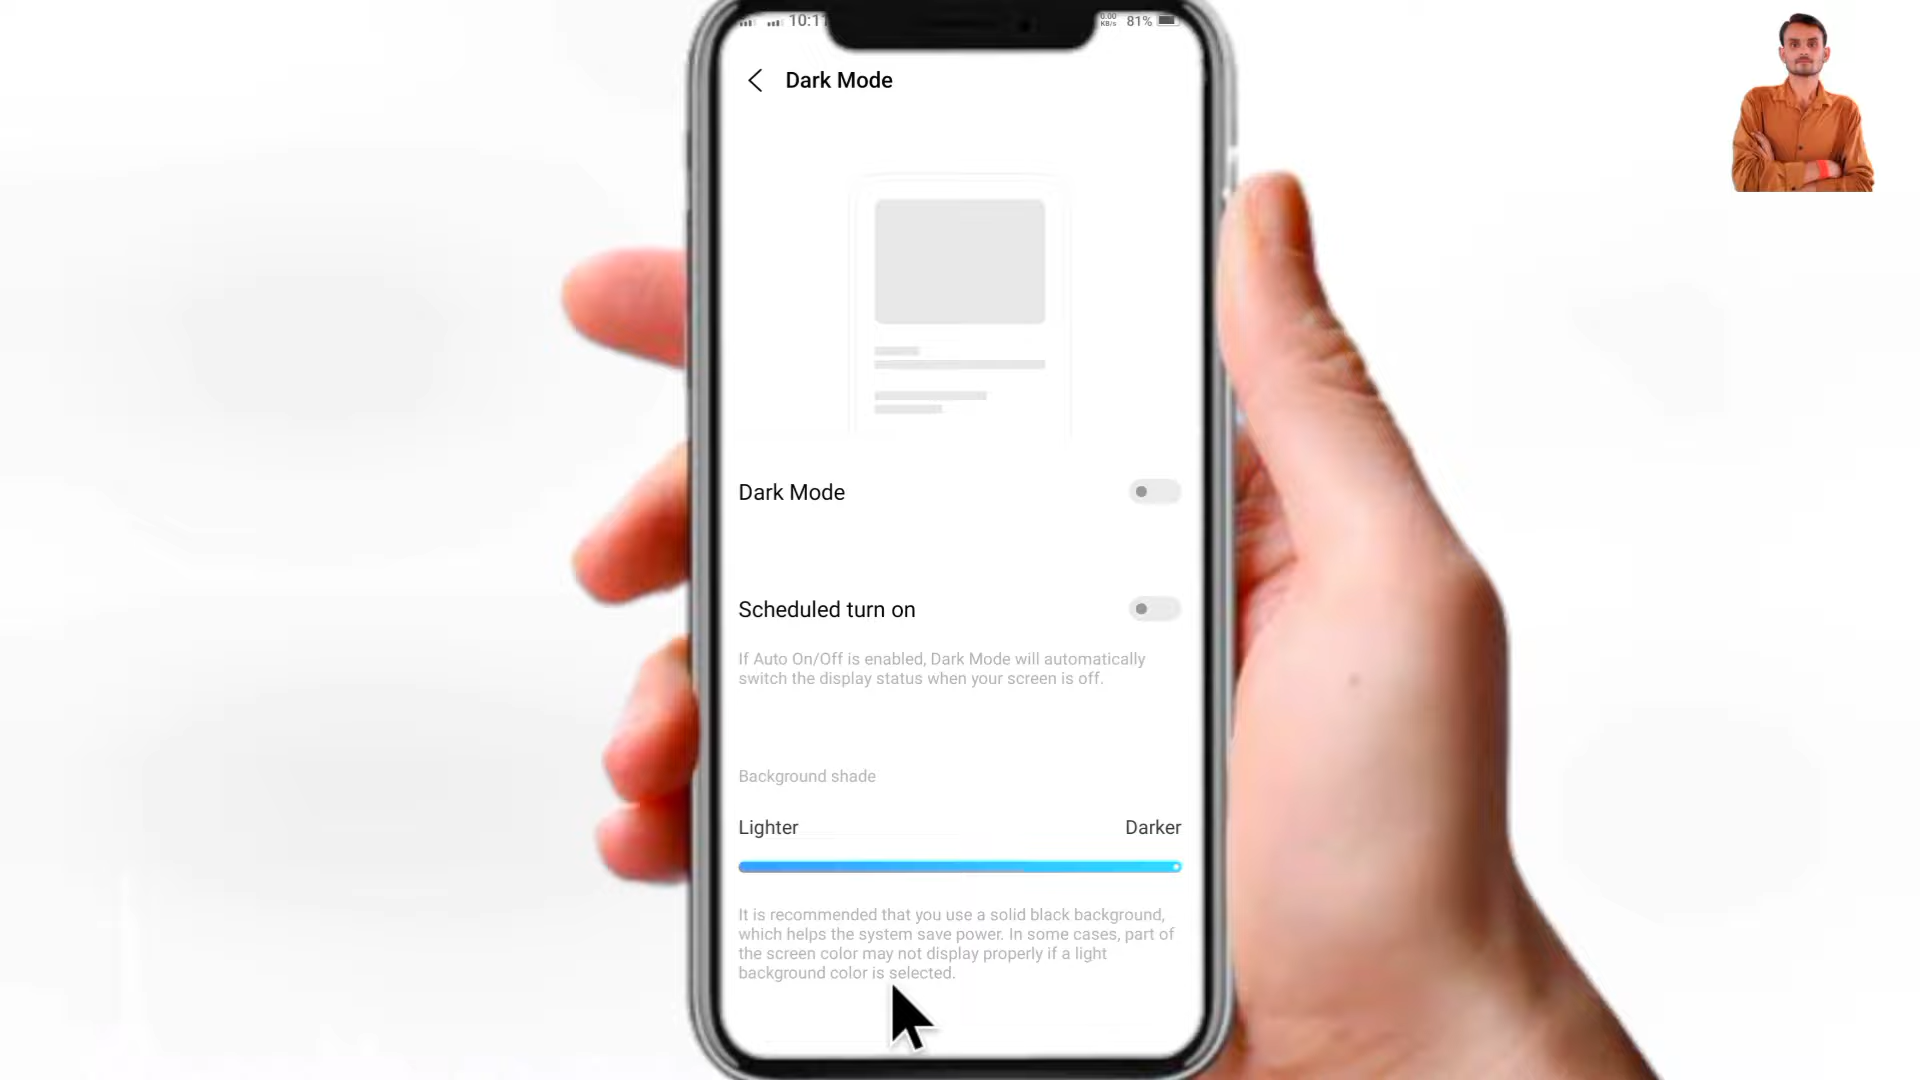 10:11
0.00
KB/s
81%
Dark Mode
Dark Mode
Scheduled turn on
If Auto On/Off is enabled, Dark Mode will automatically
switch the display status when your screen is off.
Background shade
Lighter
Darker
It is recommended that you use a solid black background,
which helps the system save power. In some cases, part of
the screen color may not display properly if a light
background color is selected.